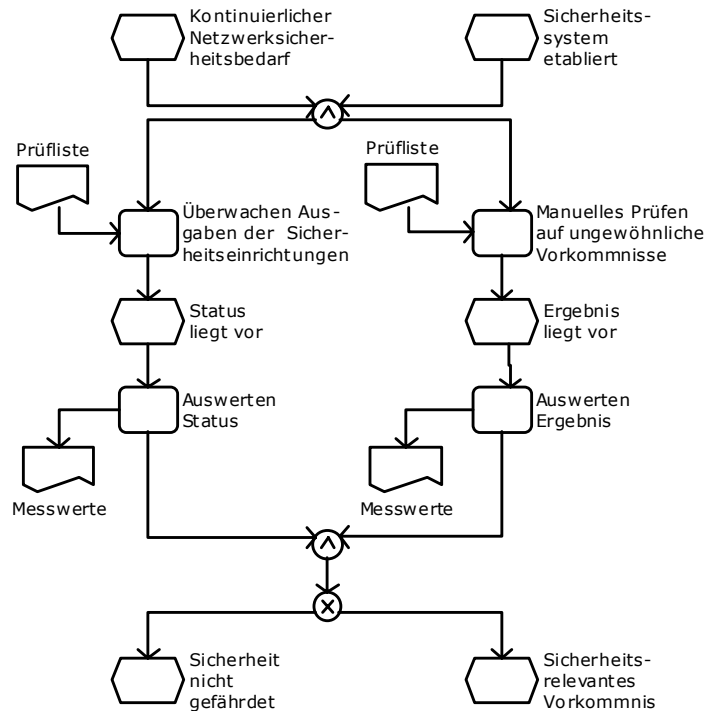 Kontinuierlicher
Netzwerksicher-
heitsbedarf
Sicherheits-
system
etabliert
Prüfliste
Überwachen Aus-
gaben der Sicher-
heitseinrichtungen
Prüfliste
Manuelles Prüfen
auf ungewöhnliche
Vorkommnisse
Status
liegt vor
Ergebnis
liegt vor
Auswerten
Status
Auswerten
Ergebnis
Messwerte
Messwerte
Sicherheit
nicht
gefährdet
Sicherheits-
relevantes
Vorkommnis